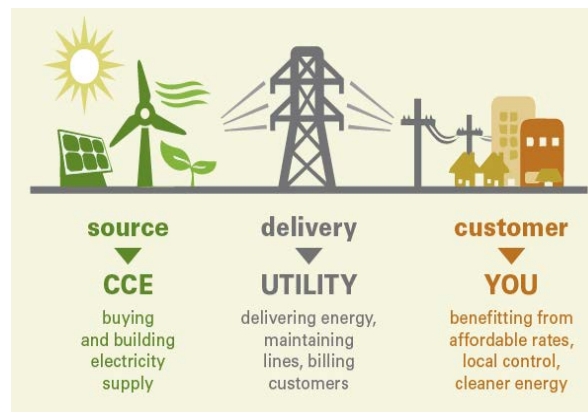 source
CCE
buying
and building
electricity
supply
delivery
UTILITY
delivering energy,
maintaining
lines, billing
customers
customer
YOU
benefitting from
affordable rates,
local control,
cleaner energy